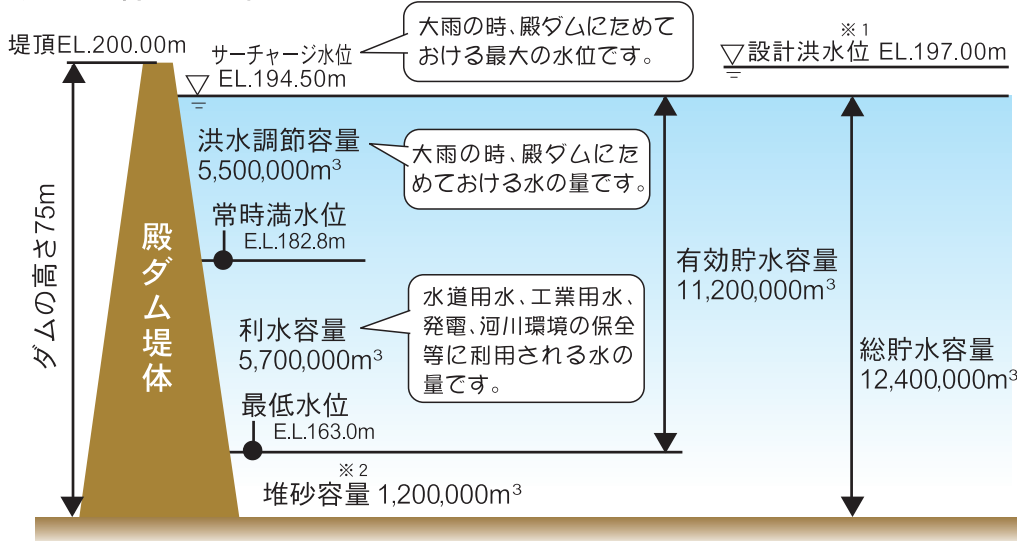 堤頂EL.200.00m
サーチャージ水位
EL.194.50m
大雨の時、殿ダムにためて
おける最大の水位です。
※1
設計洪水位 EL.197.00m
洪水調節容量
5,500,000m³
大雨の時、殿ダムにた
めておける水の量です。
常時満水位
E.L.182.8m
ダムの高さ75m
殿ダム堤体
有効貯水容量
11,200,000m³
利水容量
5,700,000m³
水道用水、工業用水、
発電、河川環境の保全
等に利用される水の
量です。
総貯水容量
12,400,000m³
最低水位
E.L.163.0m
※2
堆砂容量 1,200,000m³